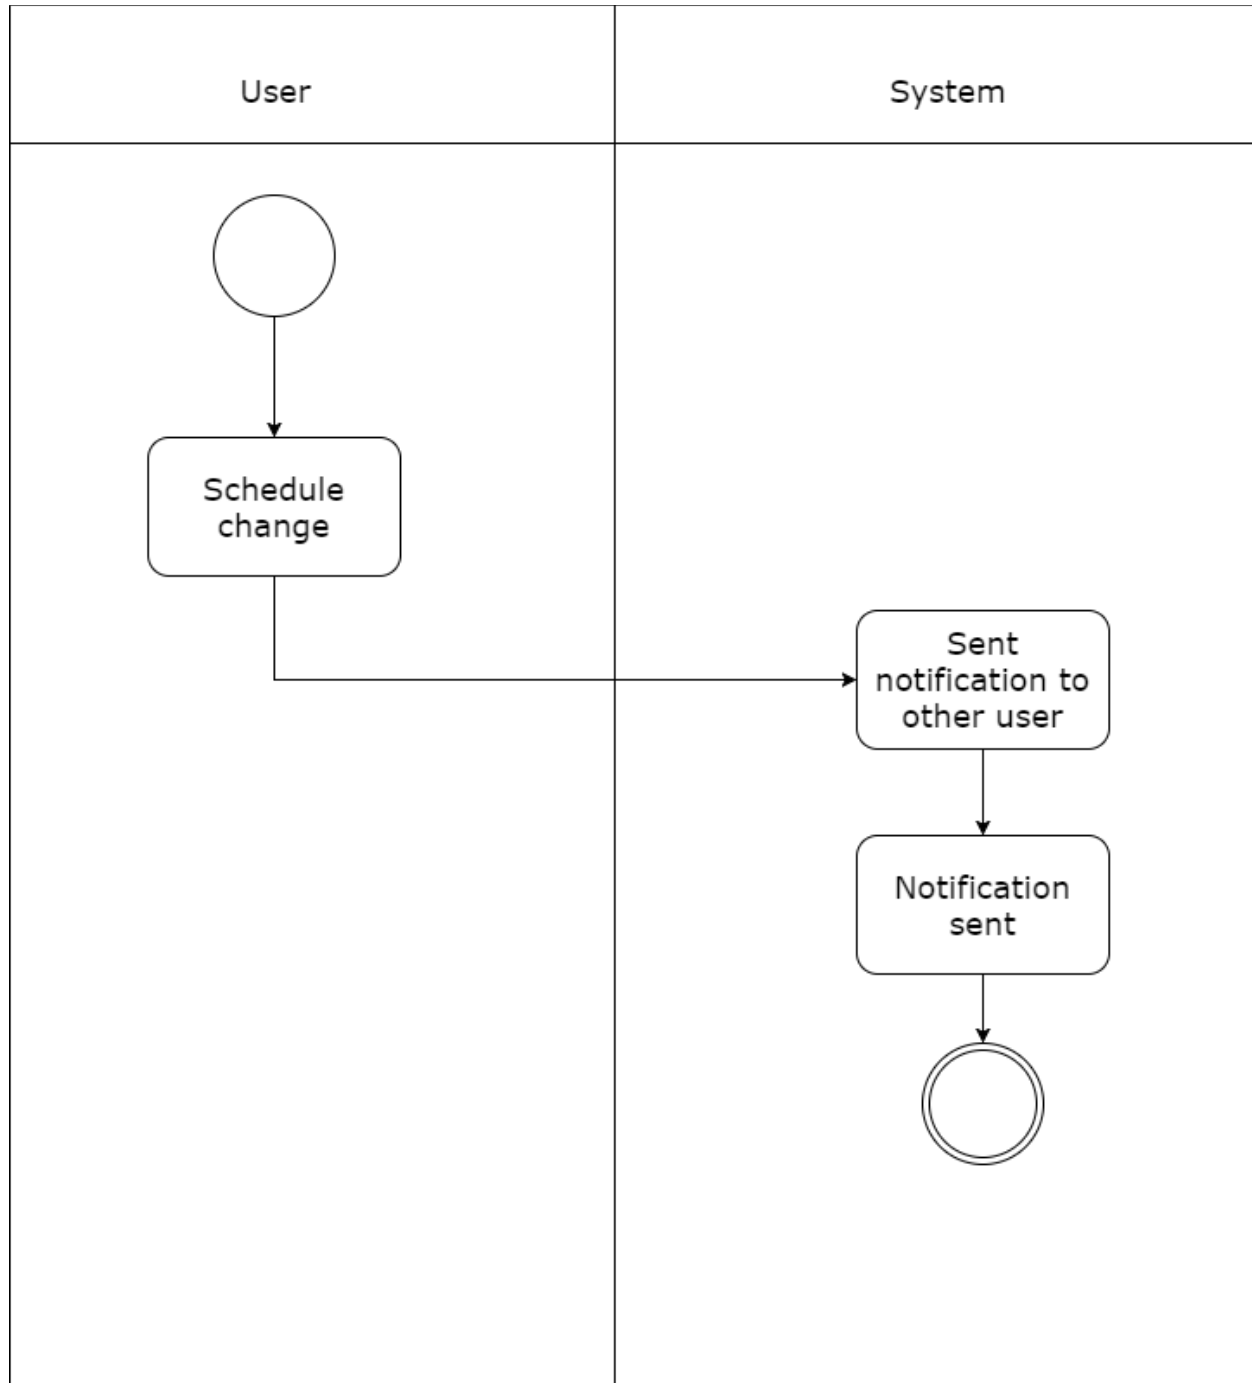 User
System
Schedule
change
Sent
notification to
other user
Notification
sent